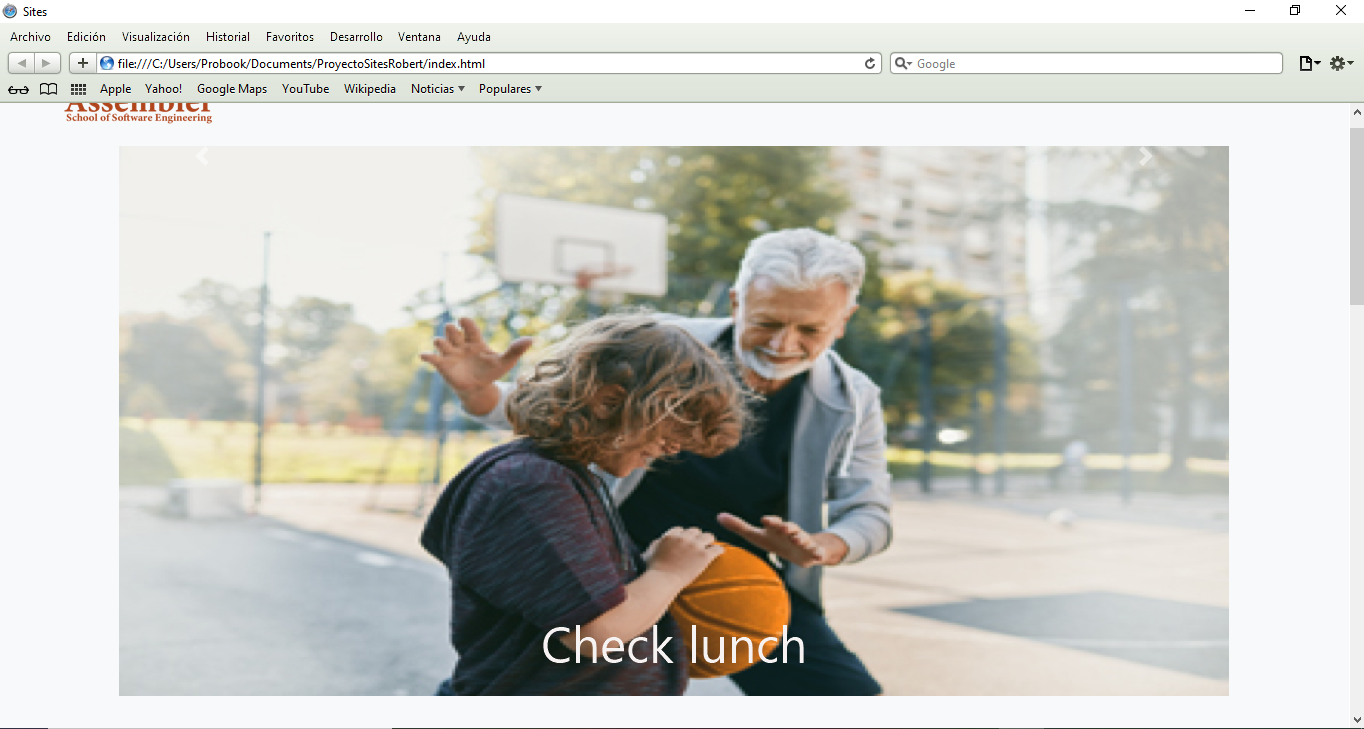 Sites
Archivo Edición Visualización Historial Favoritos Desarrollo Ventana Ayuda
file:///C:/Users/Probook/Documents/ProyectoSitesRobert/index.html Google
Apple Yahoo! Google Maps YouTube Wikipedia Noticias Populares
Assembler
School of Software Engineering
Check lunch